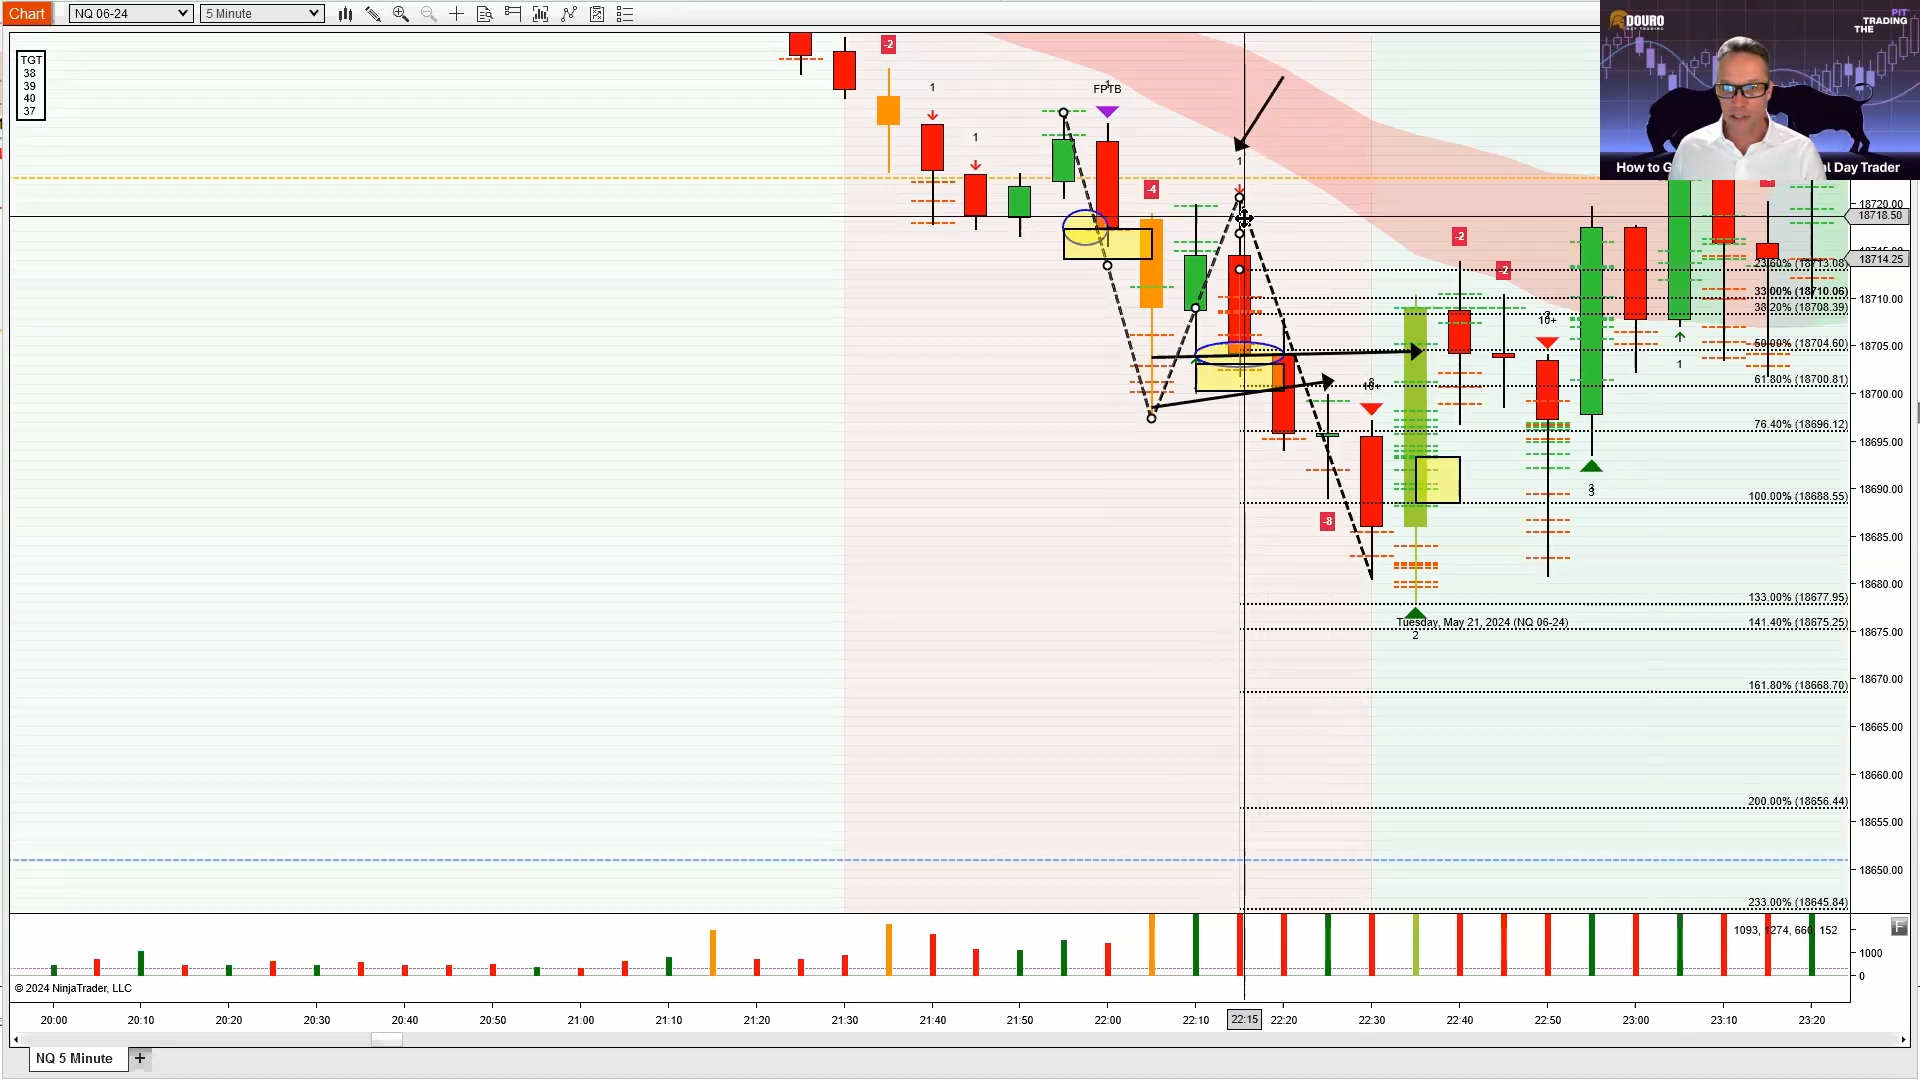 Chart
NQ 06-24
5 Minute
DOURO
DAY TRADING
PIT
TRADING
THE
How to G
l Day Trader
TGT
38
39
40
37
-2
1
1
FPTB
-4
1
-2
-2
10+
10+
-8
1
3
2
Tuesday, May 21, 2024 (NQ 06-24)
18720.00
18718.50
18714.25
23.60% (18713.08)
33.00% (18710.06)
18710.00
38.20% (18708.39)
18705.00
50.00% (18704.60)
61.80% (18700.81)
18700.00
76.40% (18696.12)
18695.00
18690.00
100.00% (18688.55)
18685.00
18680.00
133.00% (18677.95)
18675.00
141.40% (18675.25)
18670.00
161.80% (18668.70)
18665.00
18660.00
200.00% (18656.44)
18655.00
18650.00
233.00% (18645.84)
F
1093, 1274, 660, 152
1000
0
© 2024 NinjaTrader, LLC
20:00 20:10 20:20 20:30 20:40 20:50 21:00 21:10 21:20 21:30 21:40 21:50 22:00 22:10 22:15 22:20 22:30 22:40 22:50 23:00 23:10 23:20
NQ 5 Minute +